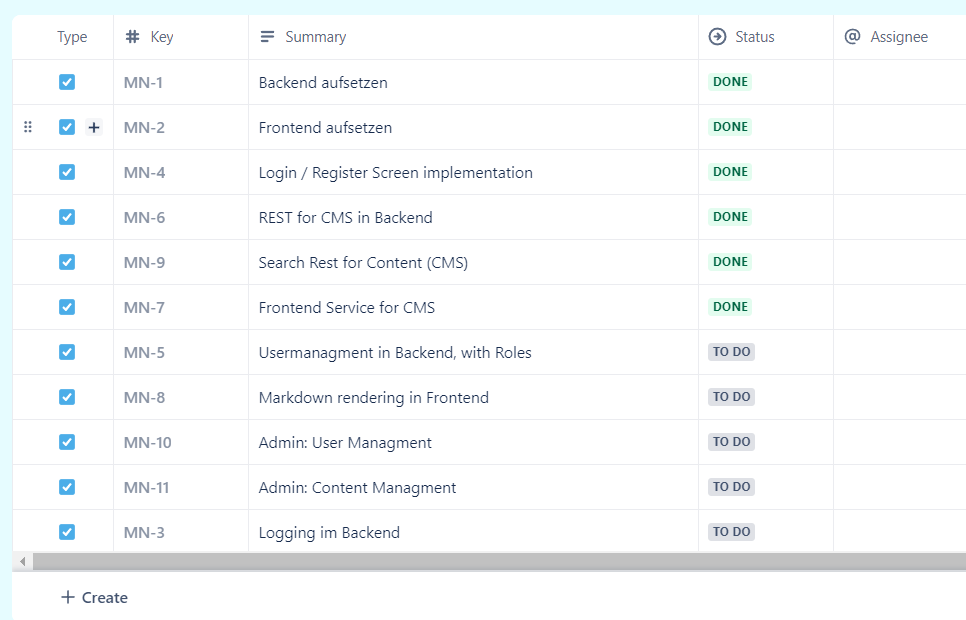 Type # Key Summary Status @ Assignee
MN-1 Backend aufsetzen DONE
MN-2 Frontend aufsetzen DONE
MN-4 Login / Register Screen implementation DONE
MN-6 REST for CMS in Backend DONE
MN-9 Search Rest for Content (CMS) DONE
MN-7 Frontend Service for CMS DONE
MN-5 Usermanagment in Backend, with Roles TO DO
MN-8 Markdown rendering in Frontend TO DO
MN-10 Admin: User Managment TO DO
MN-11 Admin: Content Managment TO DO
MN-3 Logging im Backend TO DO
+ Create